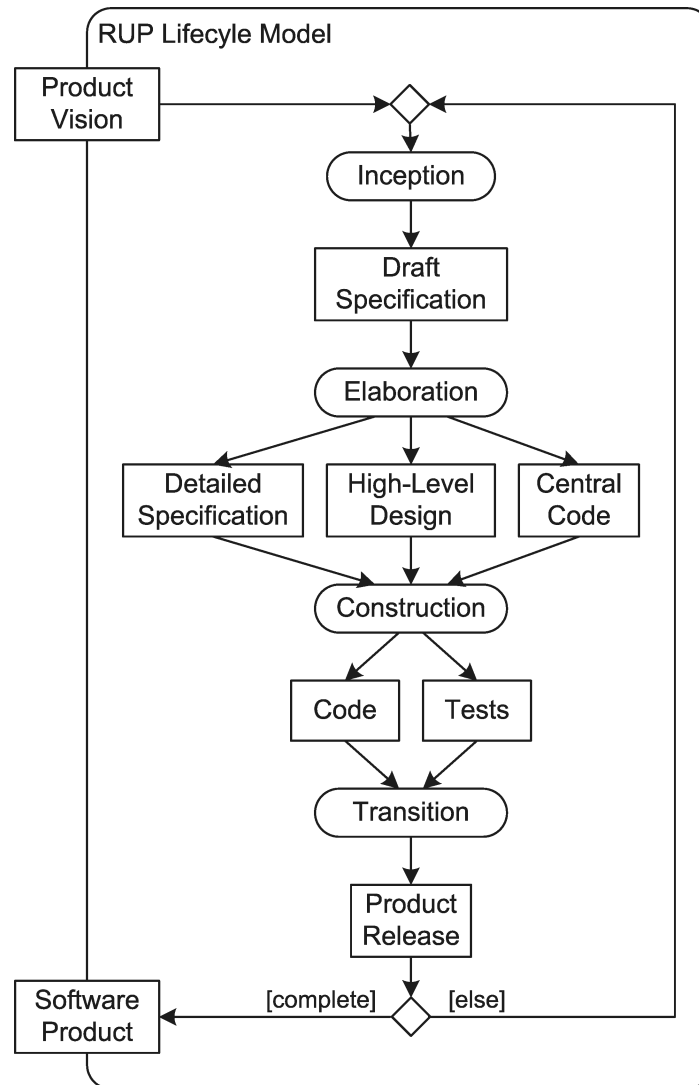 RUP Lifecyle Model
Product
Vision
Inception
Draft
Specification
Elaboration
Detailed
Specification
High-Level
Design
Central
Code
Construction
Code
Tests
Transition
Product
Release
[complete]
[else]
Software
Product